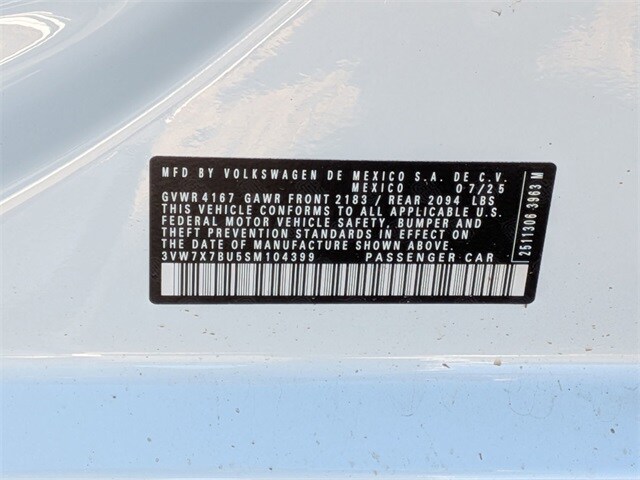 MFD BY VOLKSWAGEN DE MEXICO S.A. DE C.V.
MEXICO 07/25
GVWR 4167 GAWR FRONT 2183 / REAR 2094 LBS
THIS VEHICLE CONFORMS TO ALL APPLICABLE U.S.
FEDERAL MOTOR VEHICLE SAFETY, BUMPER AND
THEFT PREVENTION STANDARDS IN EFFECT ON
THE DATE OF MANUFACTURE SHOWN ABOVE.
3VW7X7BU5SM104399 PASSENGER CAR
2511306 3963 M